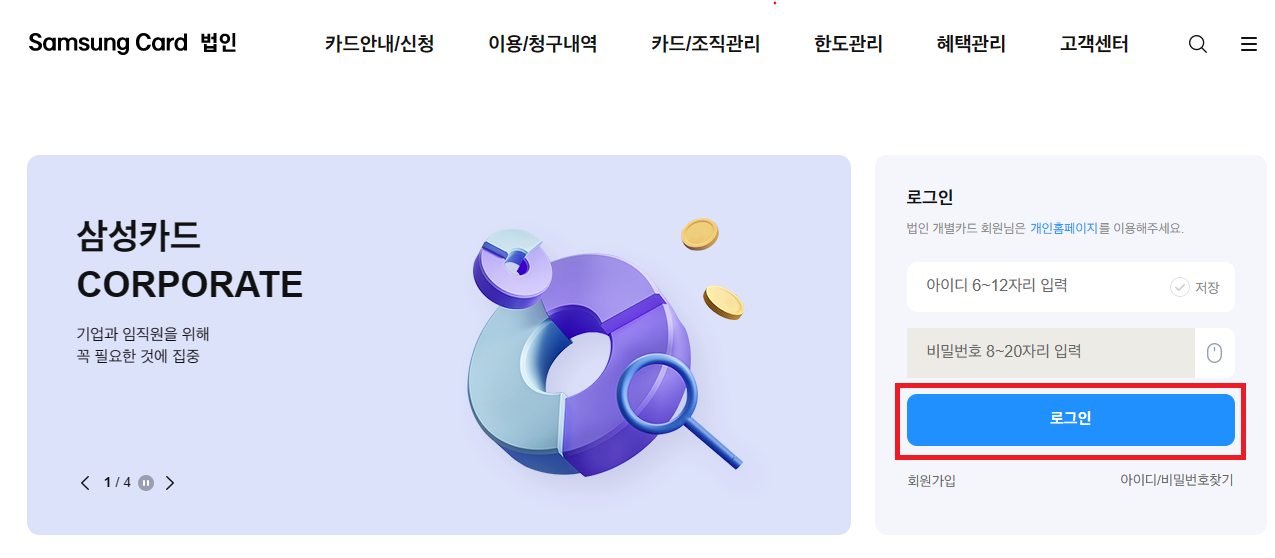 Samsung Card 법인
카드안내/신청 이용/청구내역 카드/조직관리 한도관리 혜택관리 고객센터
삼성카드
CORPORATE
기업과 임직원을 위해
꼭 필요한 것에 집중
1 / 4
로그인
법인 개별카드 회원님은 개인홈페이지를 이용해주세요.
아이디 6~12자리 입력 저장
비밀번호 8~20자리 입력
로그인
회원가입 아이디/비밀번호찾기